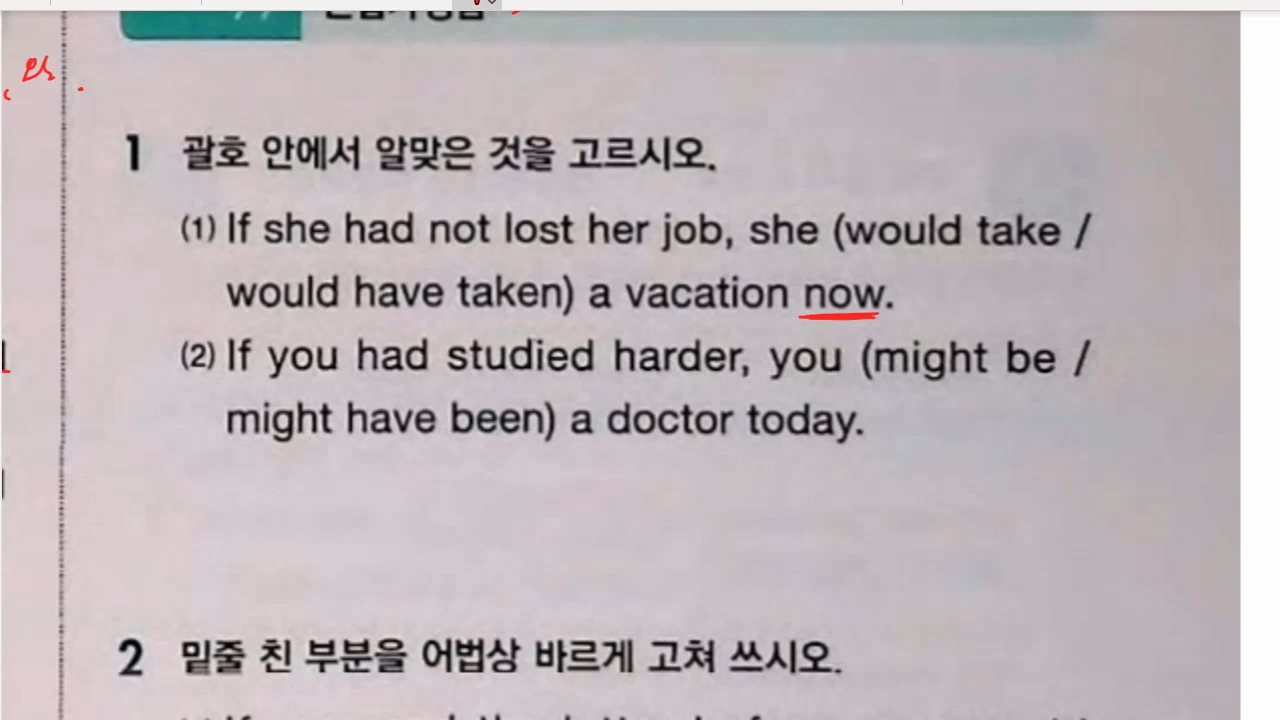 1 괄호 안에서 알맞은 것을 고르시오.
(1) If she had not lost her job, she (would take /
would have taken) a vacation now.
(2) If you had studied harder, you (might be /
might have been) a doctor today.
2 밑줄 친 부분을 어법상 바르게 고쳐 쓰시오.